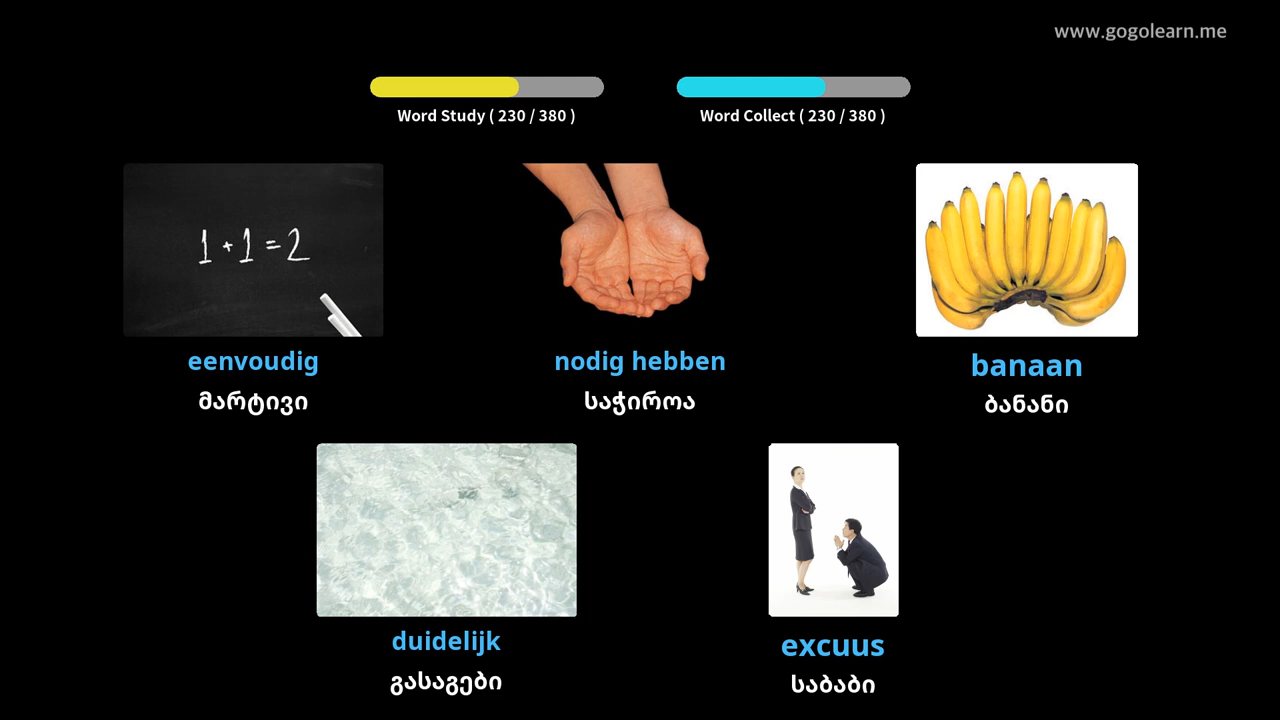 www.gogolearn.me
Word Study ( 230 / 380 )
Word Collect ( 230 / 380 )
1 + 1 = 2
eenvoudig
მარტივი
nodig hebben
საჭიროა
banaan
ბანანი
duidelijk
გასაგები
excuus
საბაბი